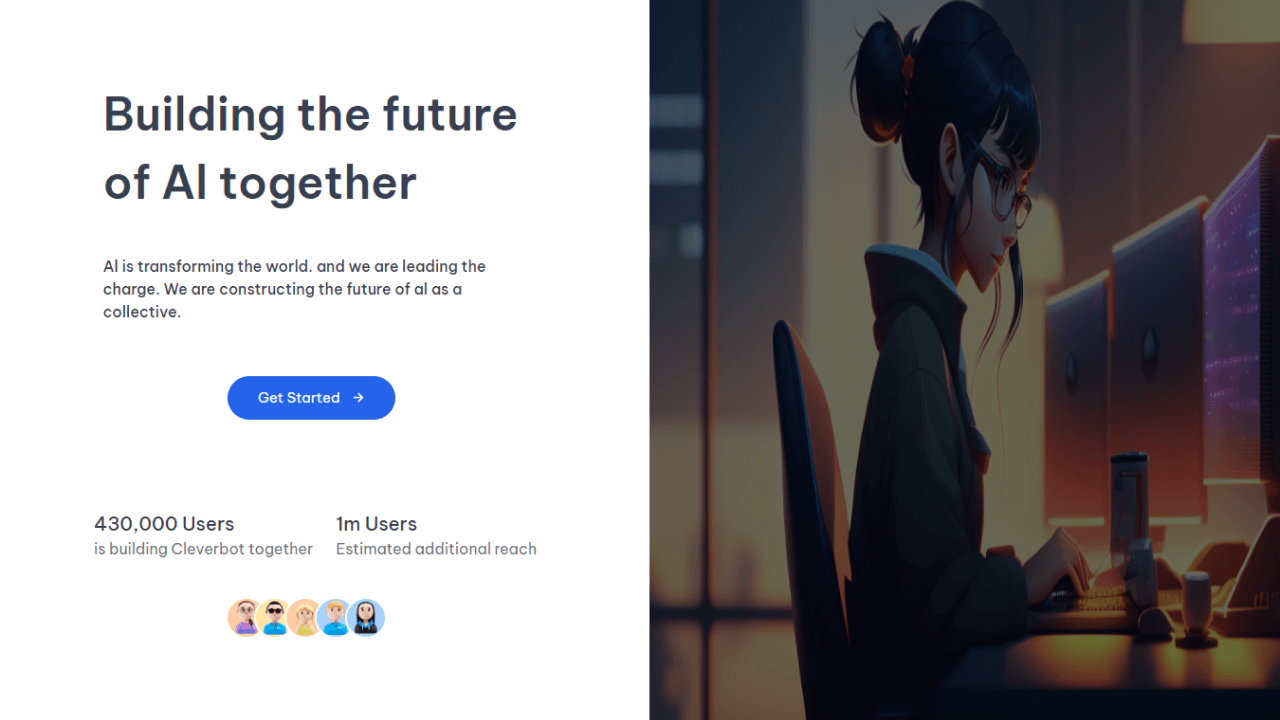 Building the future
of AI together
AI is transforming the world. and we are leading the
charge. We are constructing the future of aI as a
collective.
Get Started →
430,000 Users
is building Cleverbot together
1m Users
Estimated additional reach